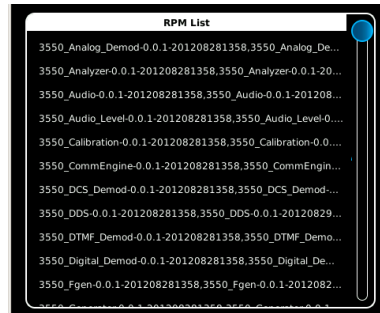 RPM List
3550_Analog_Demod-0.0.1-201208281358,3550_Analog_De...
3550_Analyzer-0.0.1-201208281358,3550_Analyzer-0.0.1-20...
3550_Audio-0.0.1-201208281358,3550_Audio-0.0.1-201208...
3550_Audio_Level-0.0.1-201208281358,3550_Audio_Level-0....
3550_Calibration-0.0.1-201208281358,3550_Calibration-0.0....
3550_CommEngine-0.0.1-201208281358,3550_CommEngin...
3550_DCS_Demod-0.0.1-201208281358,3550_DCS_Demod-...
3550_DDS-0.0.1-201208281358,3550_DDS-0.0.1-20120829...
3550_DTMF_Demod-0.0.1-201208281358,3550_DTMF_Demo...
3550_Digital_Demod-0.0.1-201208281358,3550_Digital_De...
3550_Fgen-0.0.1-201208281358,3550_Fgen-0.0.1-2012082...